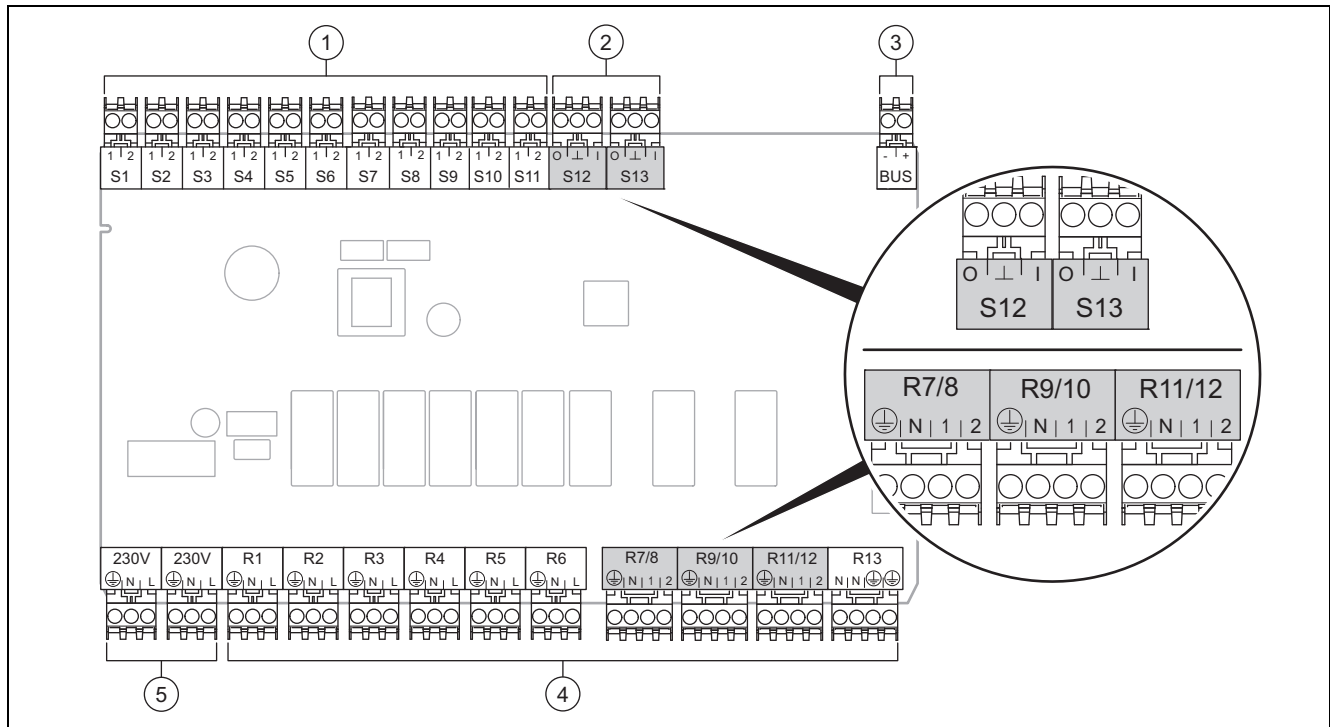 1 2 3
1 2 1 2 1 2 1 2 1 2 1 2 1 2 1 2 1 2 1 2 1 2 O ⊥ I O ⊥ I - +
S1 S2 S3 S4 S5 S6 S7 S8 S9 S10 S11 S12 S13 BUS
O ⊥ I O ⊥ I
S12 S13
R7/8 R9/10 R11/12
N | 1 | 2 N | 1 | 2 N | 1 | 2
230V 230V R1 R2 R3 R4 R5 R6 R7/8 R9/10 R11/12 R13
N L N L N L N L N L N L N L N L N 1 2 N 1 2 N 1 2 N N
5 4